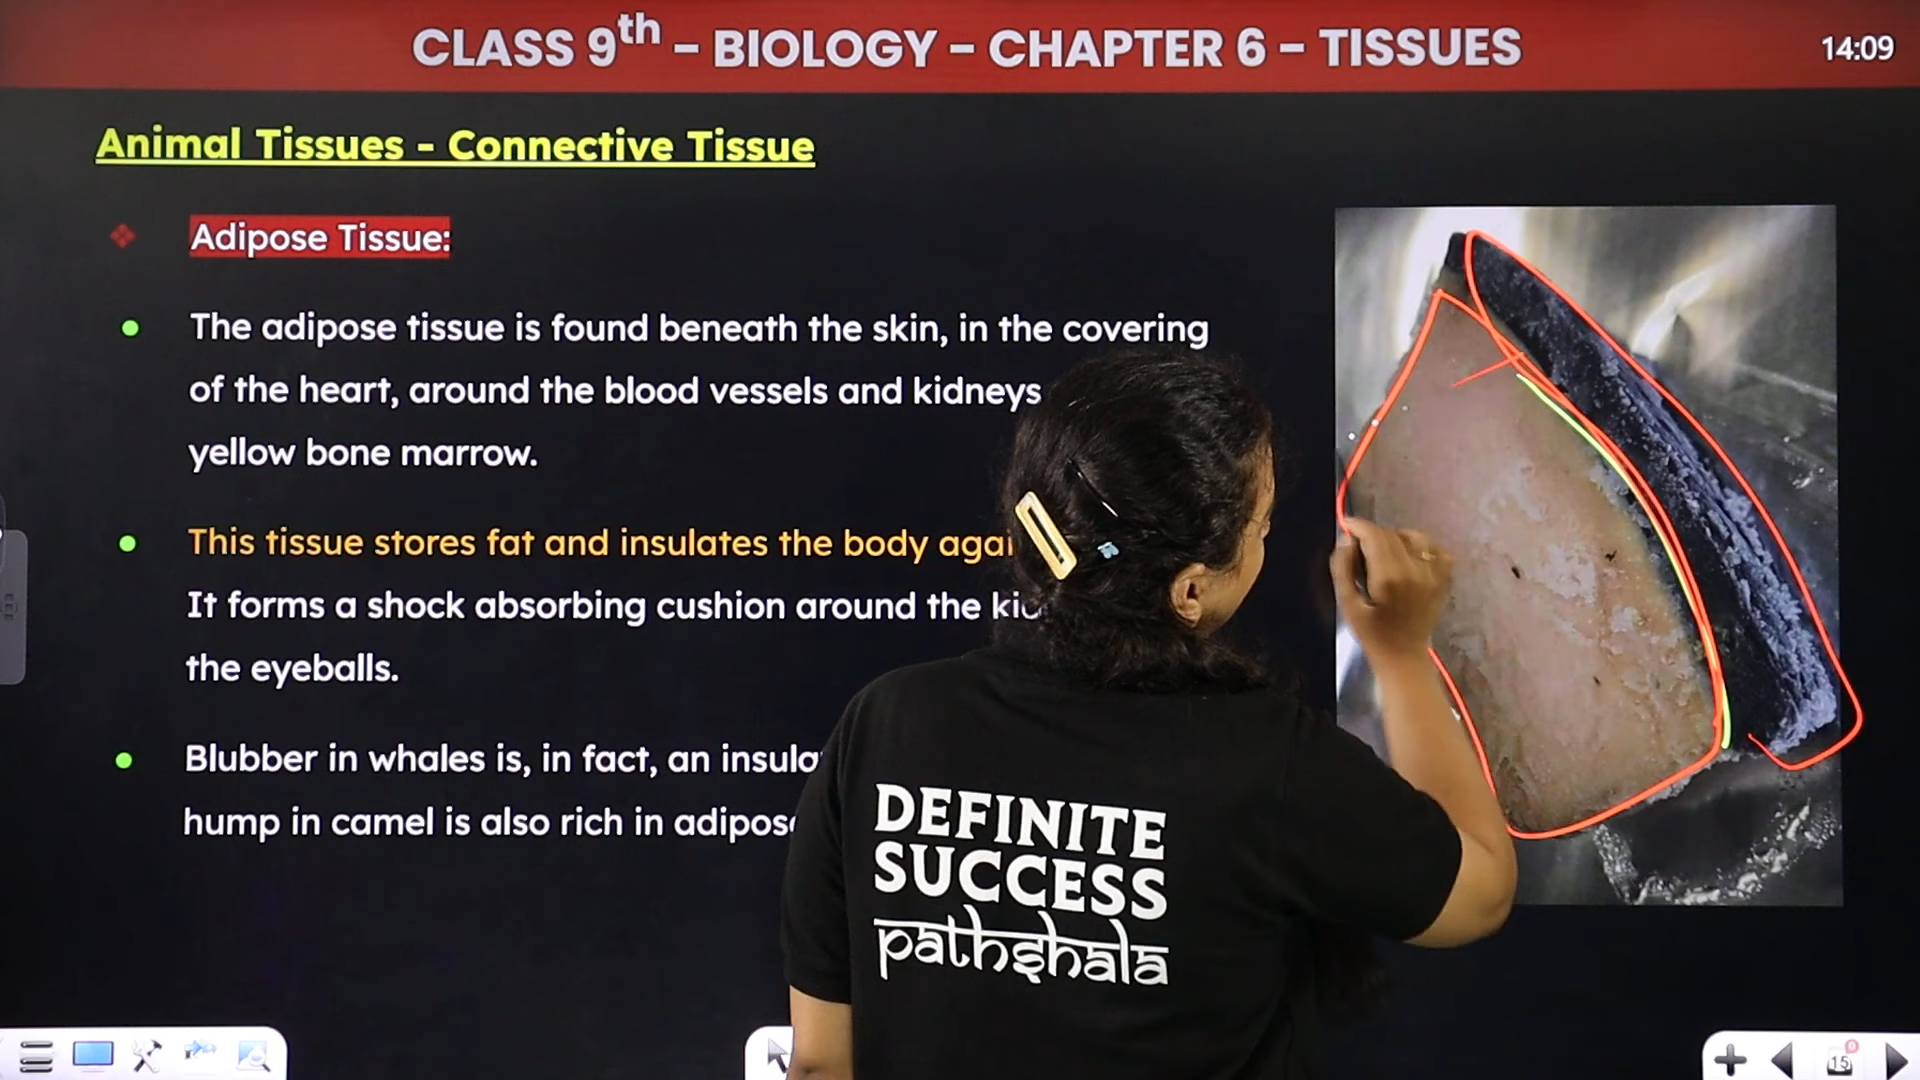 CLASS 9th – BIOLOGY – CHAPTER 6 – TISSUES
14:09
Animal Tissues - Connective Tissue
Adipose Tissue:
The adipose tissue is found beneath the skin, in the covering
of the heart, around the blood vessels and kidneys
yellow bone marrow.
This tissue stores fat and insulates the body
It forms a shock absorbing cushion around the
the eyeballs.
Blubber in whales is, in fact, an
hump in camel is also rich in
DEFINITE
SUCCESS
pathshala
15